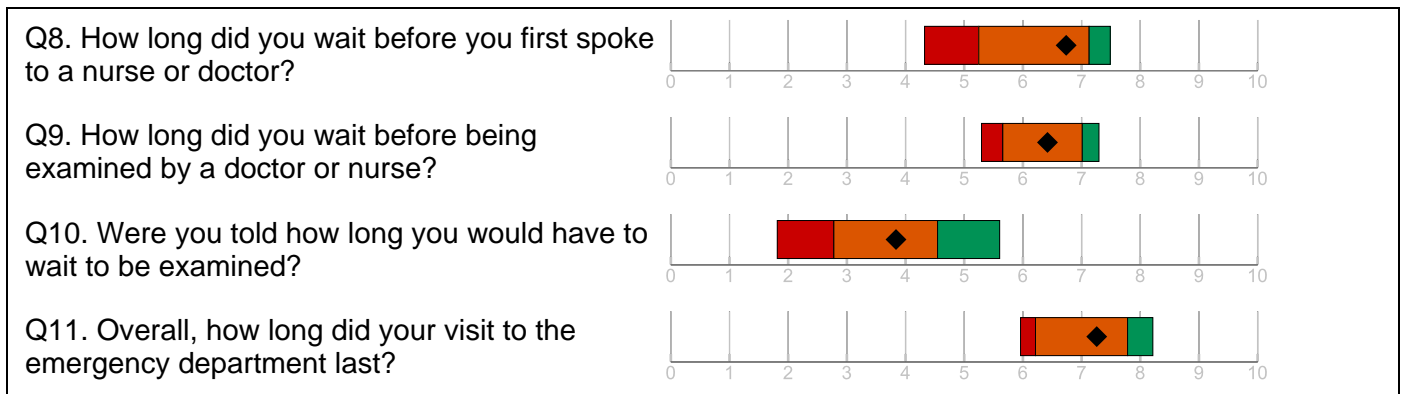 Q8. How long did you wait before you first spoke
to a nurse or doctor?
0 1 2 3 4 5 6 7 8 9 10
Q9. How long did you wait before being
examined by a doctor or nurse?
0 1 2 3 4 5 6 7 8 9 10
Q10. Were you told how long you would have to
wait to be examined?
0 1 2 3 4 5 6 7 8 9 10
Q11. Overall, how long did your visit to the
emergency department last?
0 1 2 3 4 5 6 7 8 9 10